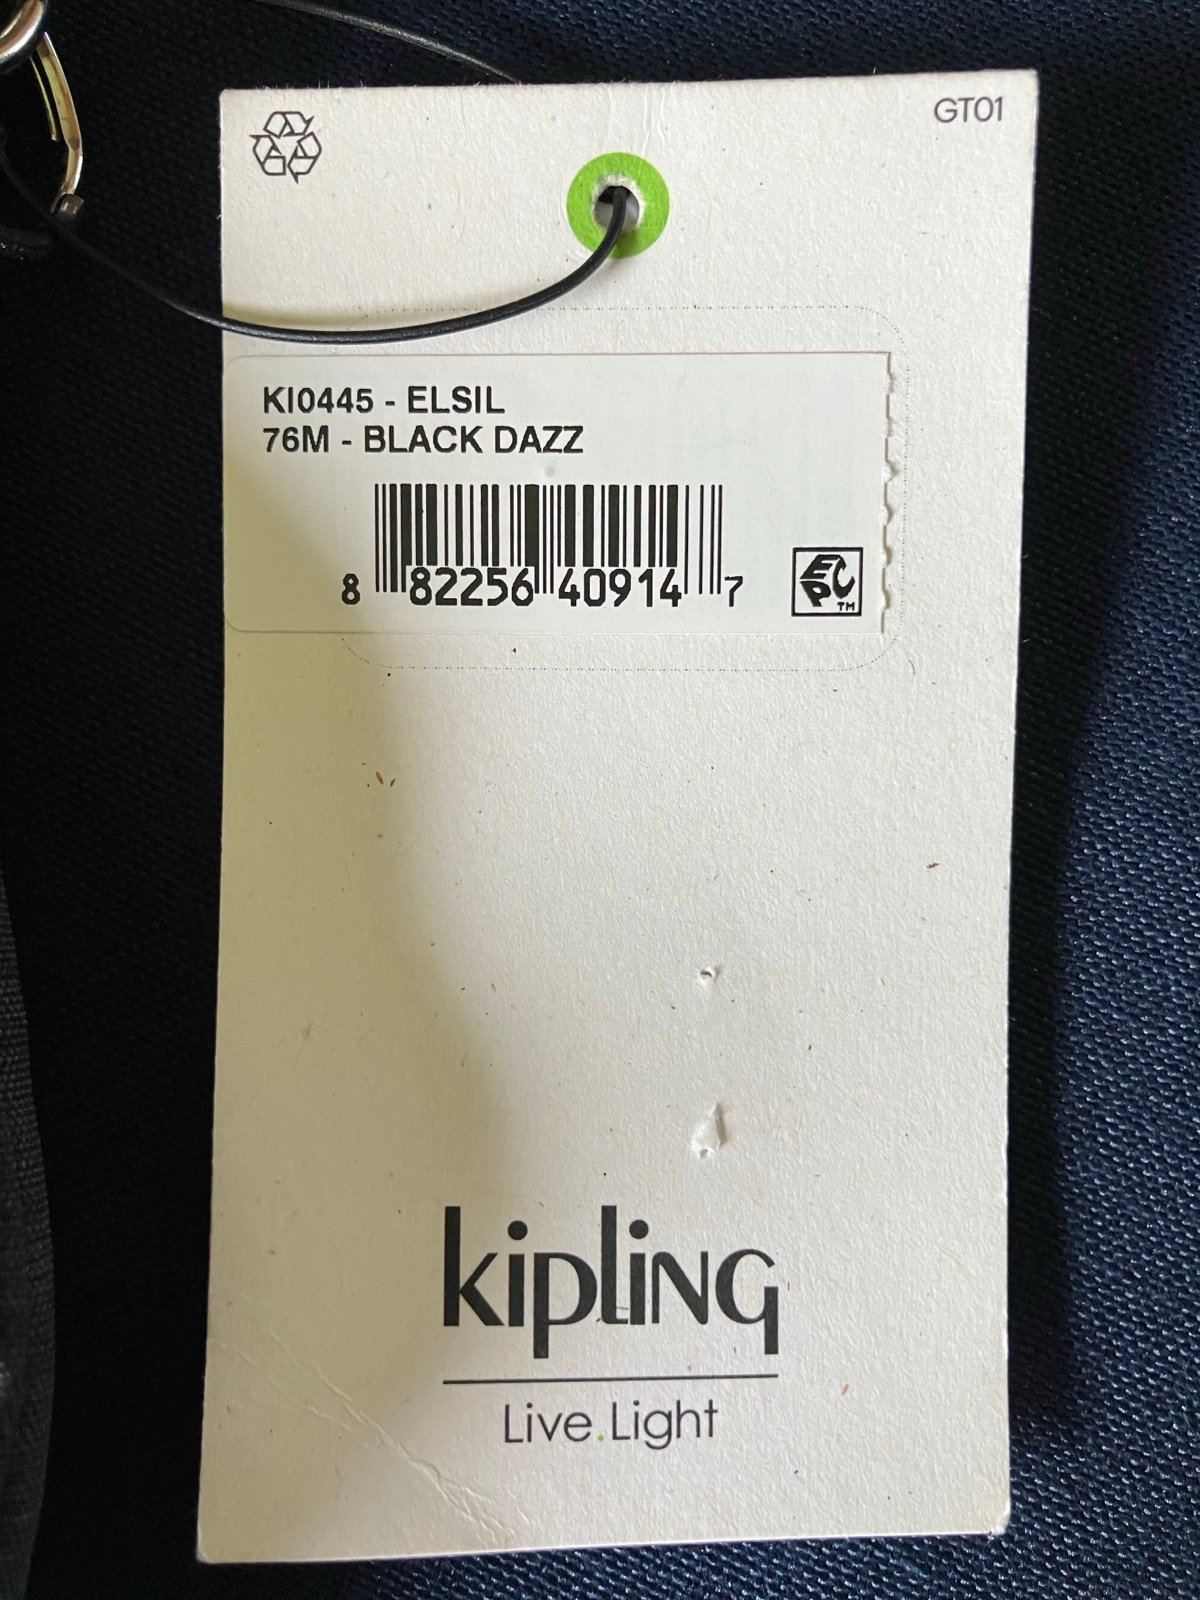 GT01
KI0445 - ELSIL
76M - BLACK DAZZ
8 82256 40914 7
EPC TM
kipling
Live.Light